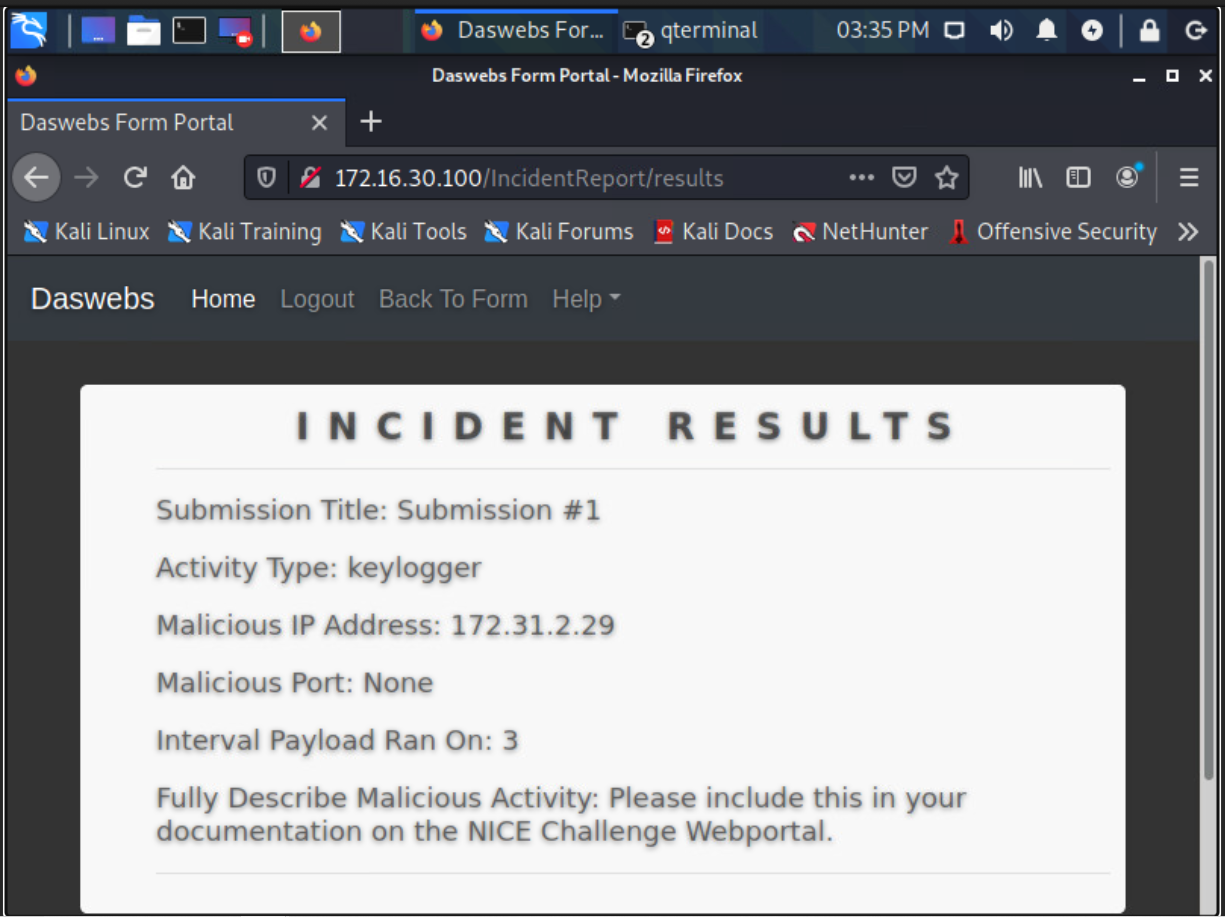 Daswebs For...
2
qterminal
03:35 PM
Daswebs Form Portal - Mozilla Firefox
Daswebs Form Portal
172.16.30.100/IncidentReport/results
Kali Linux
Kali Training
Kali Tools
Kali Forums
Kali Docs
NetHunter
Offensive Security
Daswebs
Home
Logout
Back To Form
Help
INCIDENT RESULTS
Submission Title: Submission #1
Activity Type: keylogger
Malicious IP Address: 172.31.2.29
Malicious Port: None
Interval Payload Ran On: 3
Fully Describe Malicious Activity: Please include this in your
documentation on the NICE Challenge Webportal.